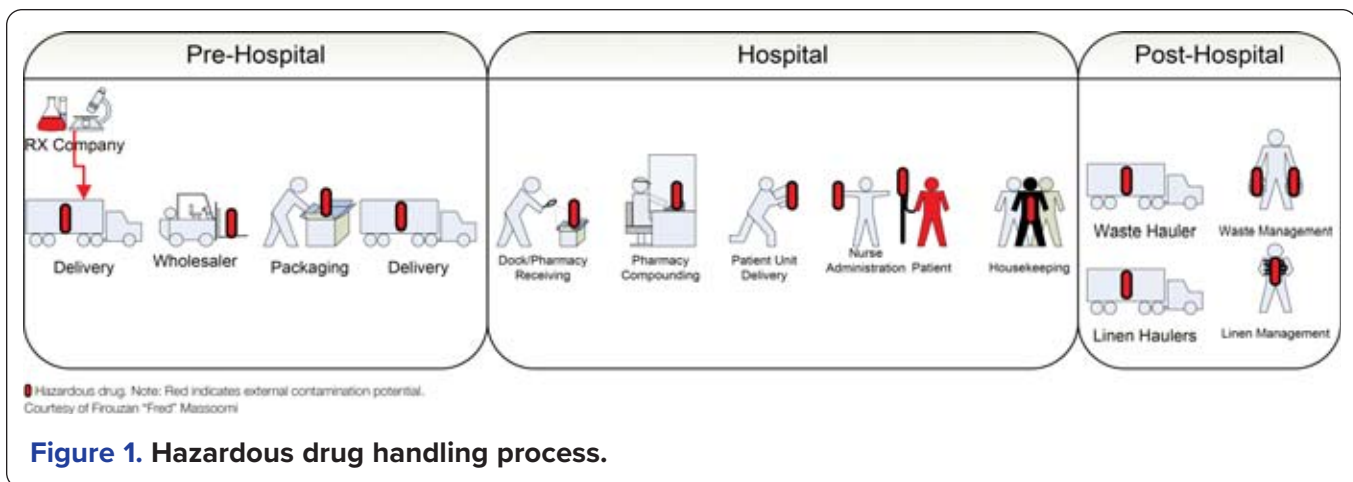 Pre-Hospital
Hospital
Post-Hospital
RX Company
Delivery
Wholesaler
Packaging
Delivery
Dock/Pharmacy
Receiving
Pharmacy
Compounding
Patient Unit
Delivery
Nurse
Administration
Patient
Housekeeping
Waste Hauler
Waste Management
Linen Haulers
Linen Management
Hazardous drug. Note: Red indicates external contamination potential.
Courtesy of Firouzan "Fred" Massoomi
Figure 1. Hazardous drug handling process.